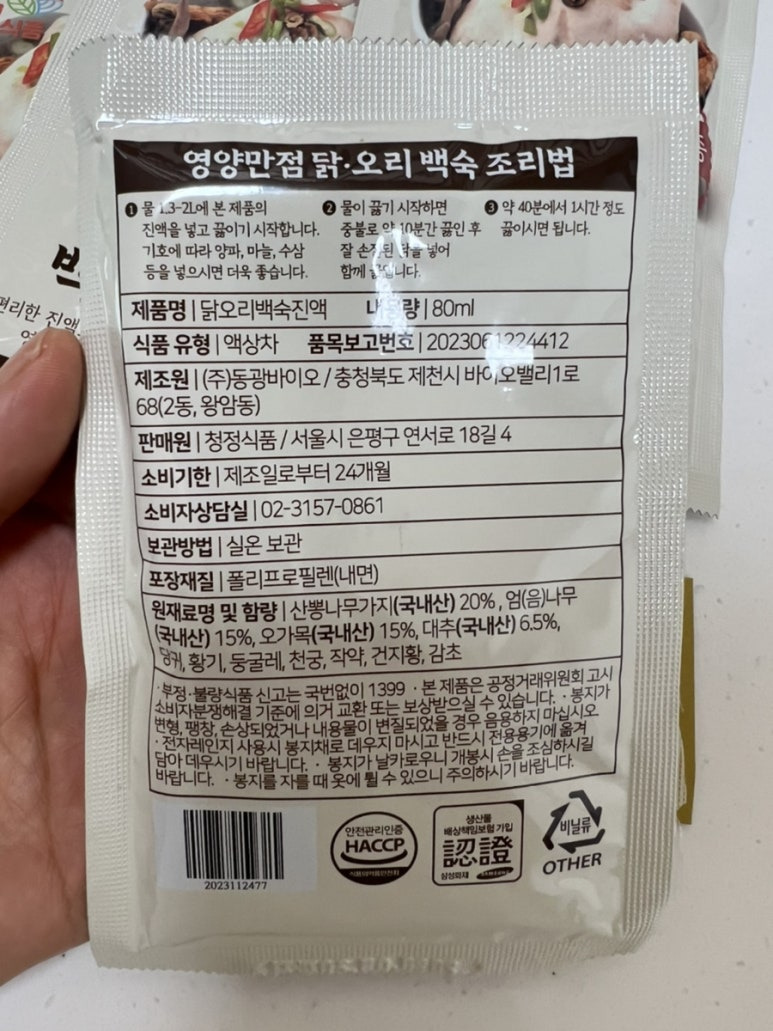 영양만점 닭·오리 백숙 조리법
❶ 물 1.3-2L에 본 제품의
진액을 넣고 끓이기 시작합니다.
기호에 따라 양파, 마늘, 수삼
등을 넣으시면 더욱 좋습니다.
❷ 물이 끓기 시작하면
중불로 약 10분간 끓인 후
잘 손질된 닭을 넣어
함께 끓입니다.
❸ 약 40분에서 1시간 정도
끓이시면 됩니다.
제품명 | 닭오리백숙진액 내용량 | 80ml
식품 유형 | 액상차 품목보고번호 | 2023061224412
제조원 | (주)동광바이오 / 충청북도 제천시 바이오밸리1로
68(2동, 왕암동)
판매원 | 청정식품 / 서울시 은평구 연서로 18길 4
소비기한 | 제조일로부터 24개월
소비자상담실 | 02-3157-0861
보관방법 | 실온 보관
포장재질 | 폴리프로필렌(내면)
원재료명 및 함량 | 산뽕나무가지(국내산) 20%, 엄(음)나무
(국내산) 15%, 오가목(국내산) 15%, 대추(국내산) 6.5%,
당귀, 황기, 둥굴레, 천궁, 작약, 건지황, 감초
· 부정·불량식품 신고는 국번없이 1399 · 본 제품은 공정거래위원회 고시
소비자분쟁해결 기준에 의거 교환 또는 보상받으실 수 있습니다. · 봉지가
변형, 팽창, 손상되었거나 내용물이 변질되었을 경우 음용하지 마십시오
· 전자레인지 사용시 봉지채로 데우지 마시고 반드시 전용용기에 옮겨
담아 데우시기 바랍니다. · 봉지가 날카로우니 개봉시 손을 조심하시길
바랍니다. · 봉지를 자를 때 옷에 튈 수 있으니 주의하시기 바랍니다.
2023112477
안전관리인증
HACCP
식품의약품안전처
생산물
배상책임보험 가입
認證
삼성화재 SAMSUNG
비닐류
OTHER
편리한 진액